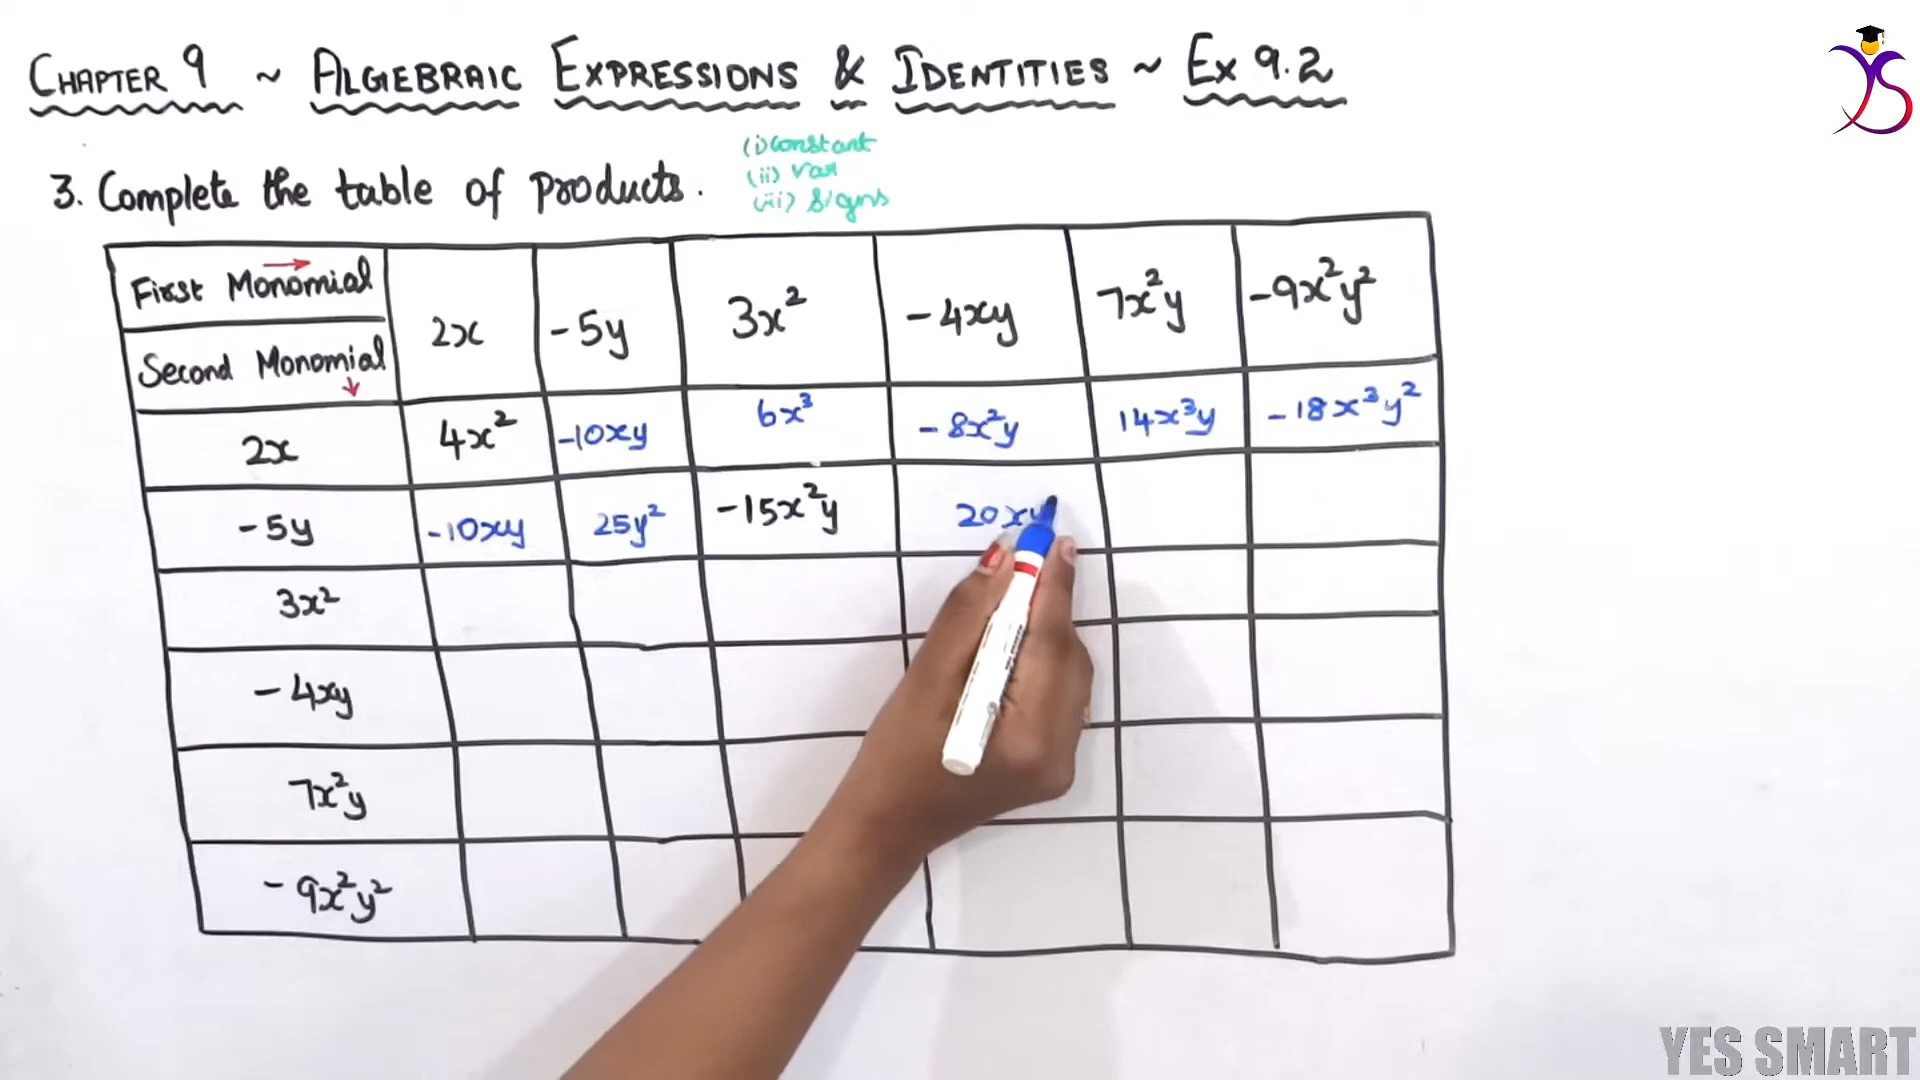 CHAPTER 9 ~ ALGEBRAIC EXPRESSIONS & IDENTITIES ~ EX 9.2
(i) constant
(ii) var
(iii) signs
3. Complete the table of products.
First Monomial →
Second Monomial ↓
2x -5y 3x² -4xy 7x²y -9x²y²
2x 4x² -10xy 6x³ -8x²y 14x³y -18x³y²
-5y -10xy 25y² -15x²y 20xy
3x²
-4xy
7x²y
-9x²y²
YS
YES SMART